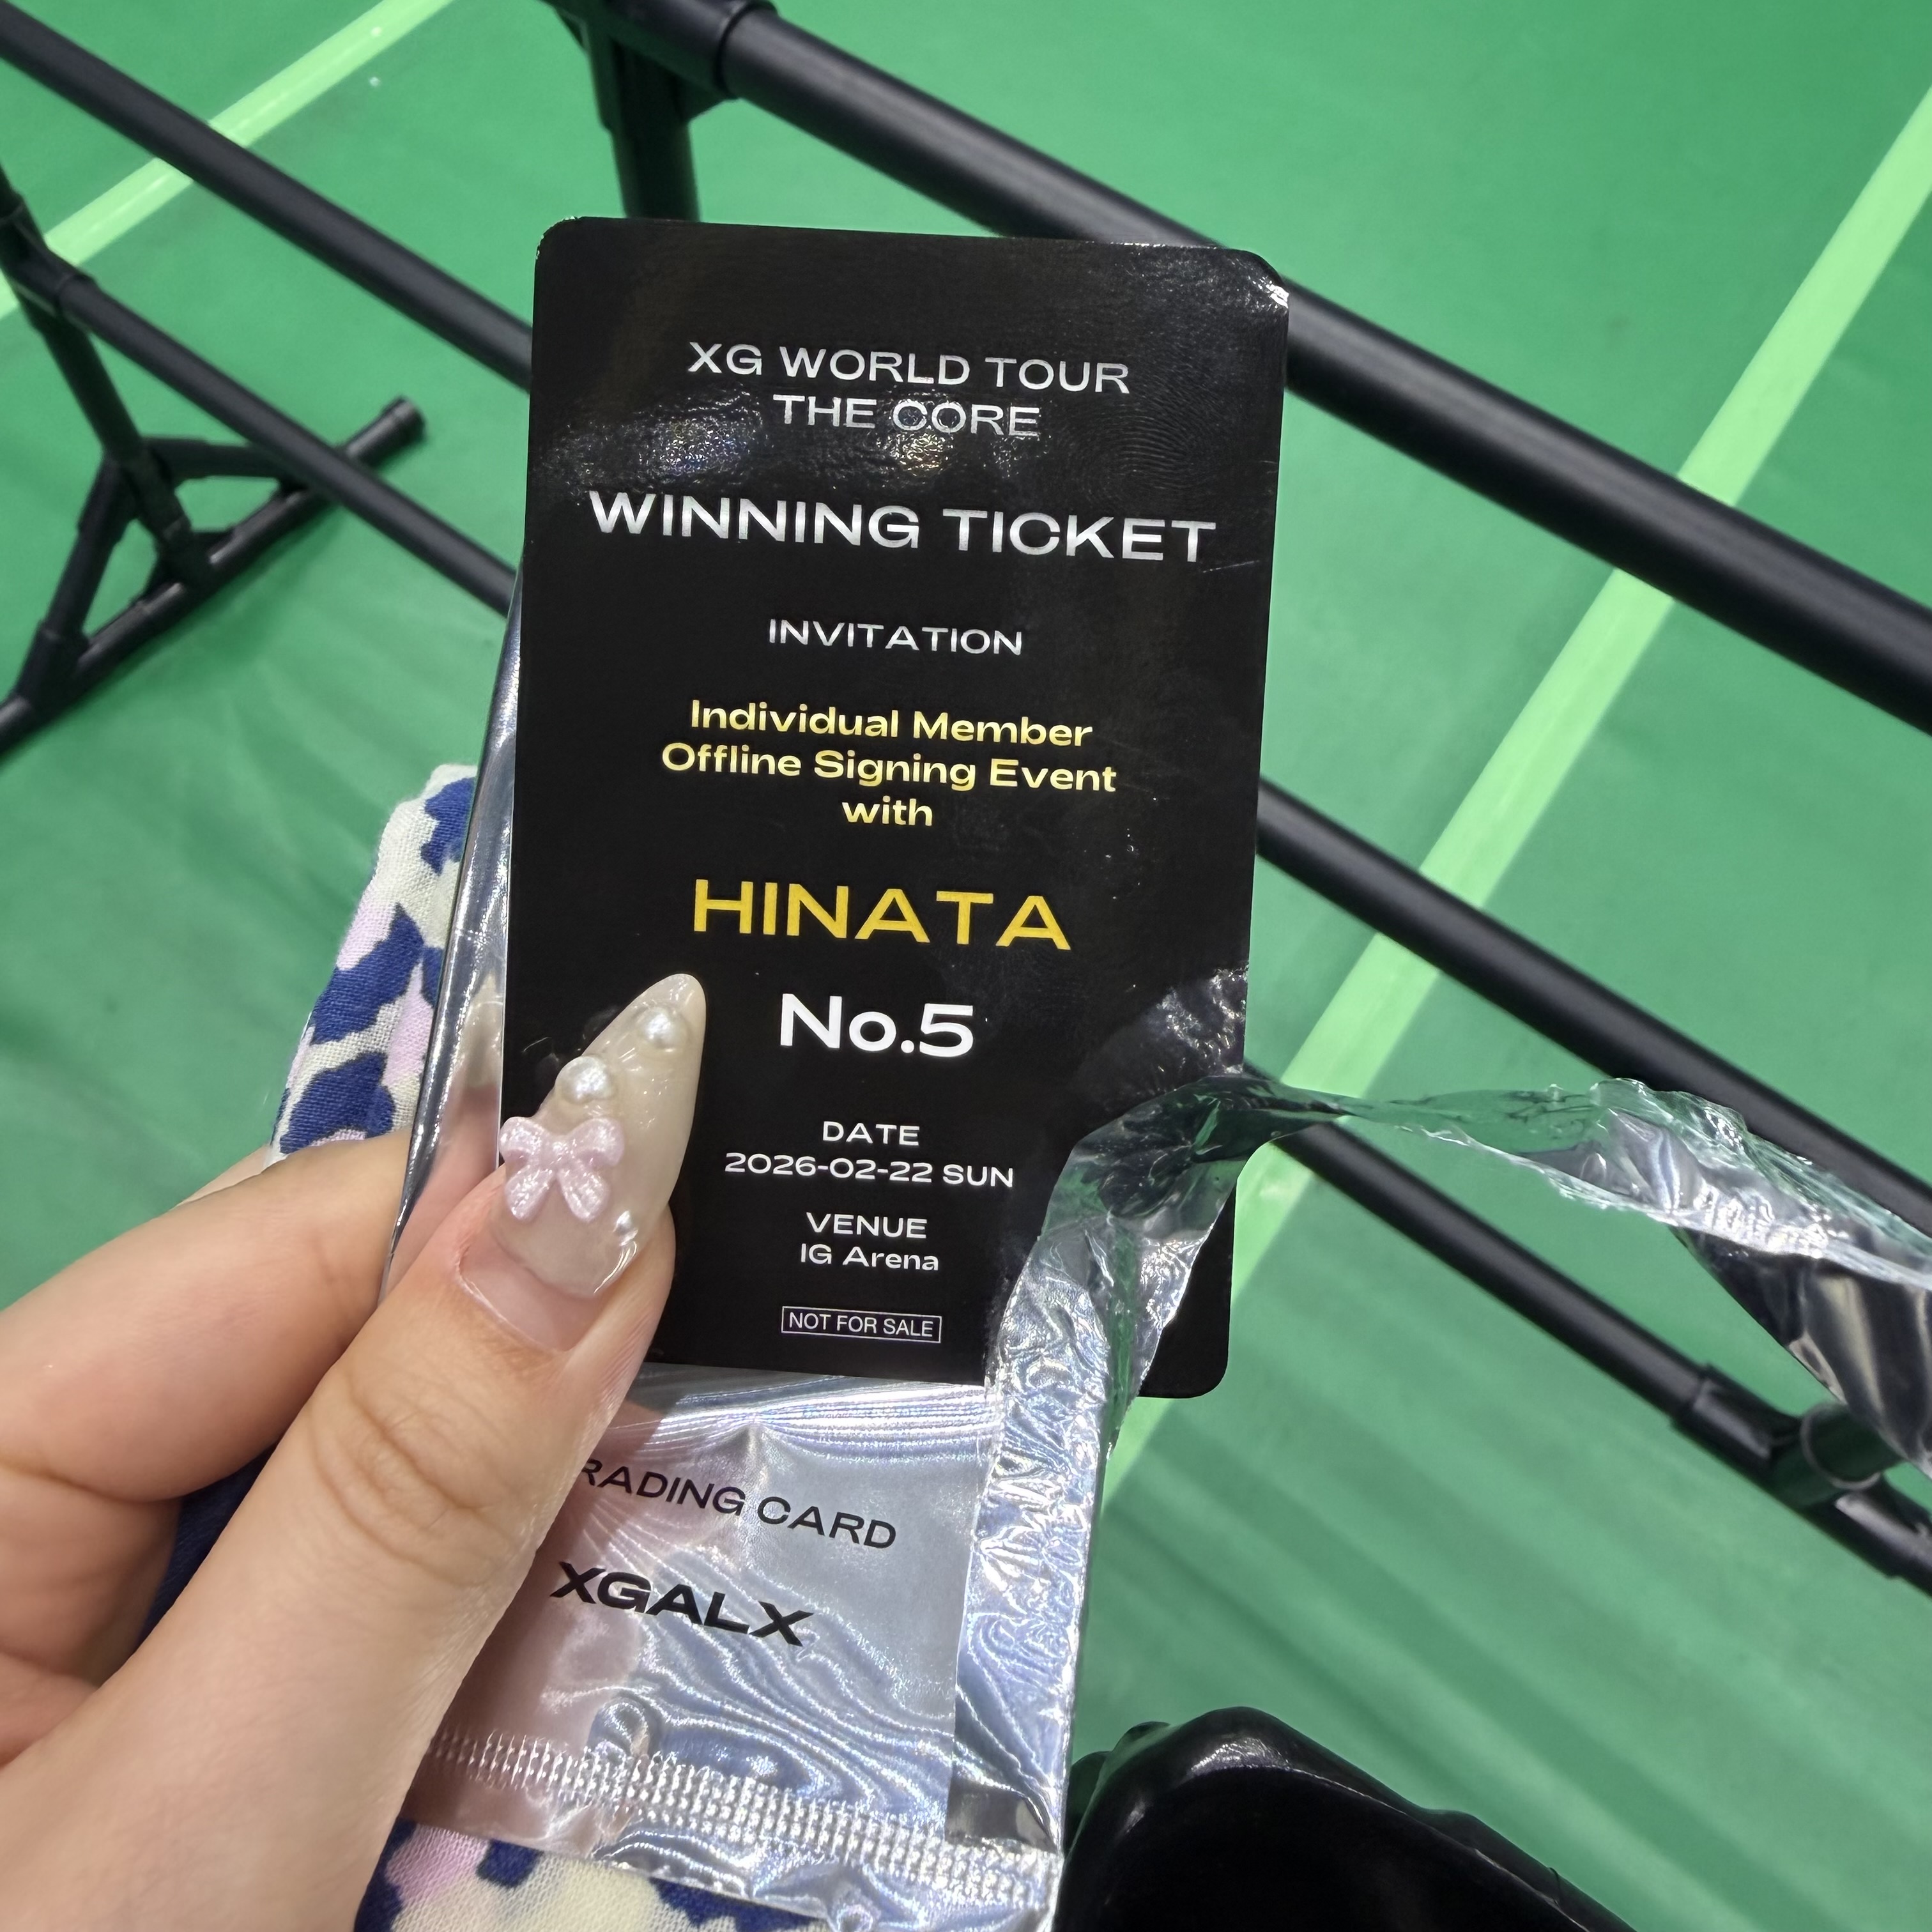 XG WORLD TOUR
THE CORE
WINNING TICKET
INVITATION
Individual Member
Offline Signing Event
with
HINATA
No.5
DATE
2026-02-22 SUN
VENUE
IG Arena
NOT FOR SALE
RADING CARD
XGALX